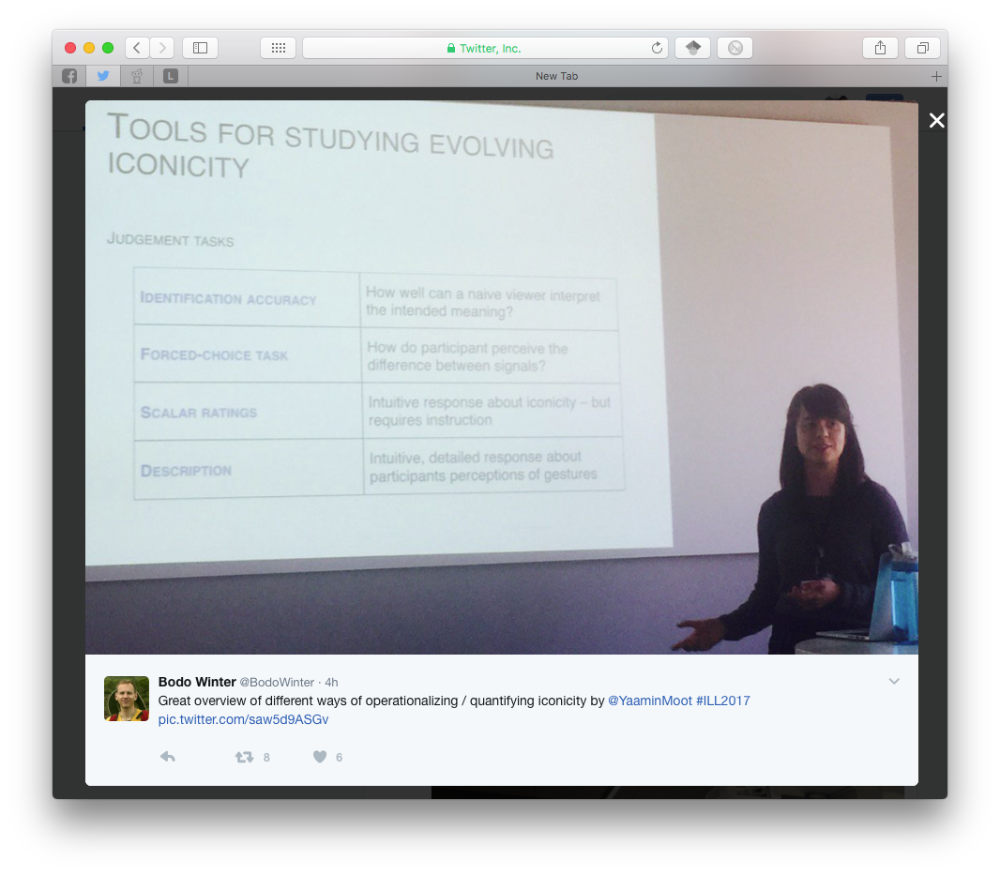 Twitter, Inc.
L
New Tab
TOOLS FOR STUDYING EVOLVING
ICONICITY
JUDGEMENT TASKS
IDENTIFICATION ACCURACY
How well can a naive viewer interpret
the intended meaning?
FORCED-CHOICE TASK
How do participant perceive the
difference between signals?
SCALAR RATINGS
Intuitive response about iconicity – but
requires instruction
DESCRIPTION
Intuitive, detailed response about
participants perceptions of gestures
Bodo Winter @BodoWinter · 4h
Great overview of different ways of operationalizing / quantifying iconicity by @YaaminMoot #ILL2017
pic.twitter.com/saw5d9ASGv
8
6